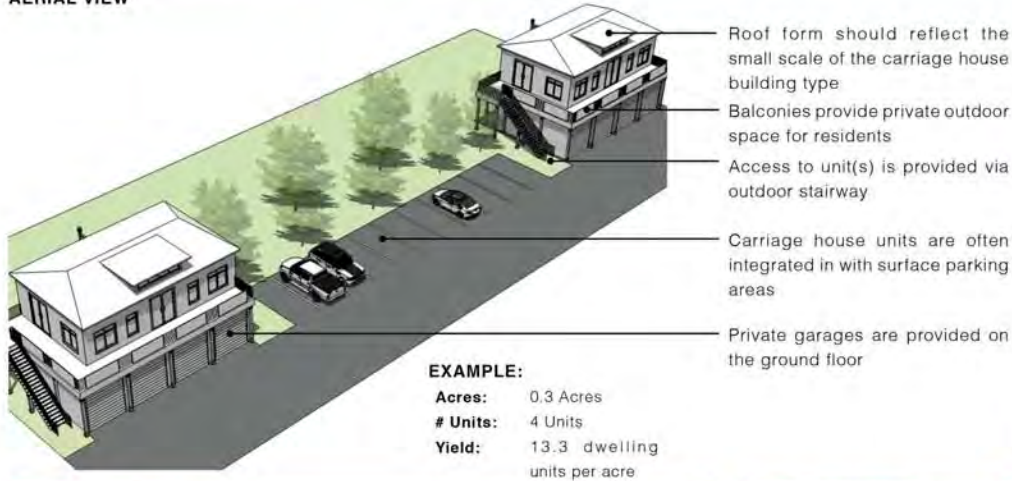 AERIAL VIEW
Roof form should reflect the
small scale of the carriage house
building type
Balconies provide private outdoor
space for residents
Access to unit(s) is provided via
outdoor stairway
Carriage house units are often
integrated in with surface parking
areas
Private garages are provided on
the ground floor
EXAMPLE:
Acres: 0.3 Acres
# Units: 4 Units
Yield: 13.3 dwelling
units per acre